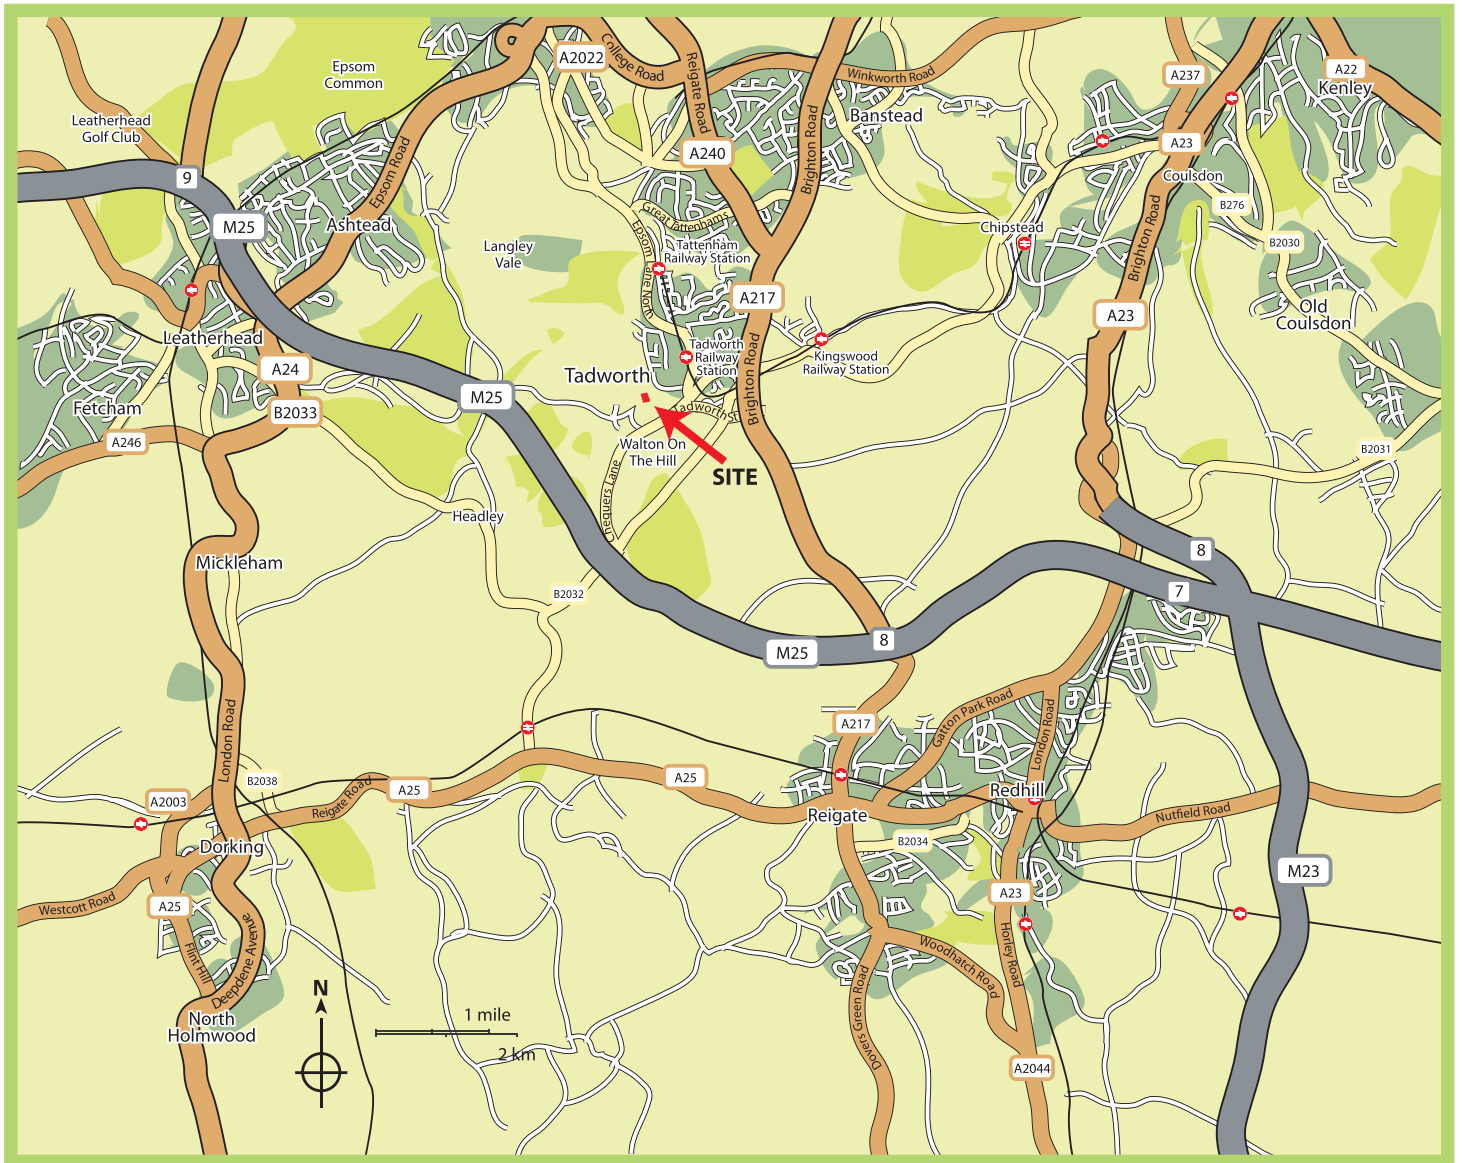 Epsom
Common
Leatherhead
Golf Club
A2022
College Road
Reigate Road
Winkworth Road
A237
A22
Kenley
Banstead
Brighton Road
A240
A23
Coulsdon
Epsom Road
9
M25
Ashtead
Langley
Vale
Great Tattenhams
Tattenham
Railway Station
Epsom Lane North
Chipstead
B276
B2030
Brighton Road
A217
A23
Old
Coulsdon
Leatherhead
A24
B2033
Fetcham
A246
M25
Tadworth
Tadworth
Railway
Station
Kingswood
Railway Station
Brighton Road
Tadworth St
Walton On
The Hill
SITE
Chequers Lane
B2031
Headley
Mickleham
B2032
8
7
M25
8
London Road
A217
Gatton Park Road
London Road
B2038
A2003
Reigate Road
A25
A25
Redhill
Reigate
Nutfield Road
Dorking
B2034
M23
Westcott Road
A25
A23
Flint Hill
Deepdene Avenue
Woodhatch Road
Horley Road
Dovers Green Road
North
Holmwood
N
1 mile
2 km
A2044